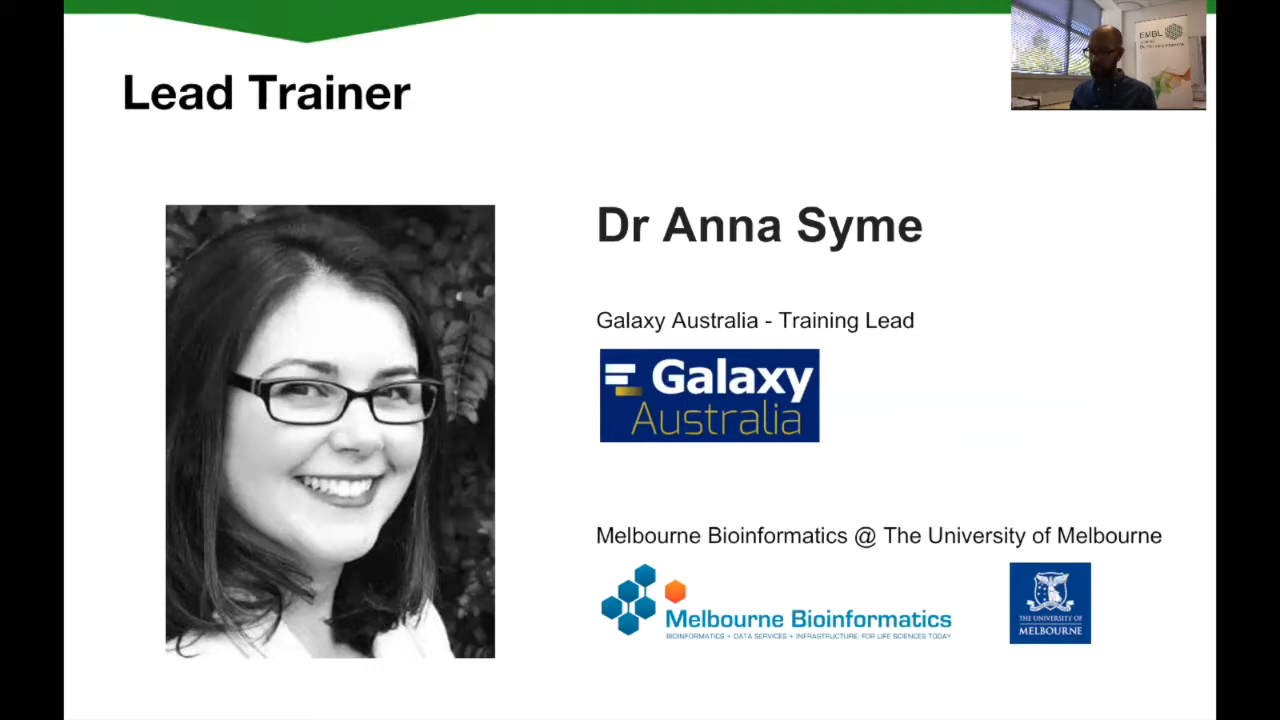 Lead Trainer
EMBL
Dr Anna Syme
Galaxy Australia - Training Lead
Galaxy
Australia
Melbourne Bioinformatics @ The University of Melbourne
Melbourne Bioinformatics
BIOINFORMATICS + DATA SERVICES + INFRASTRUCTURE FOR LIFE SCIENCES TODAY
THE UNIVERSITY OF
MELBOURNE